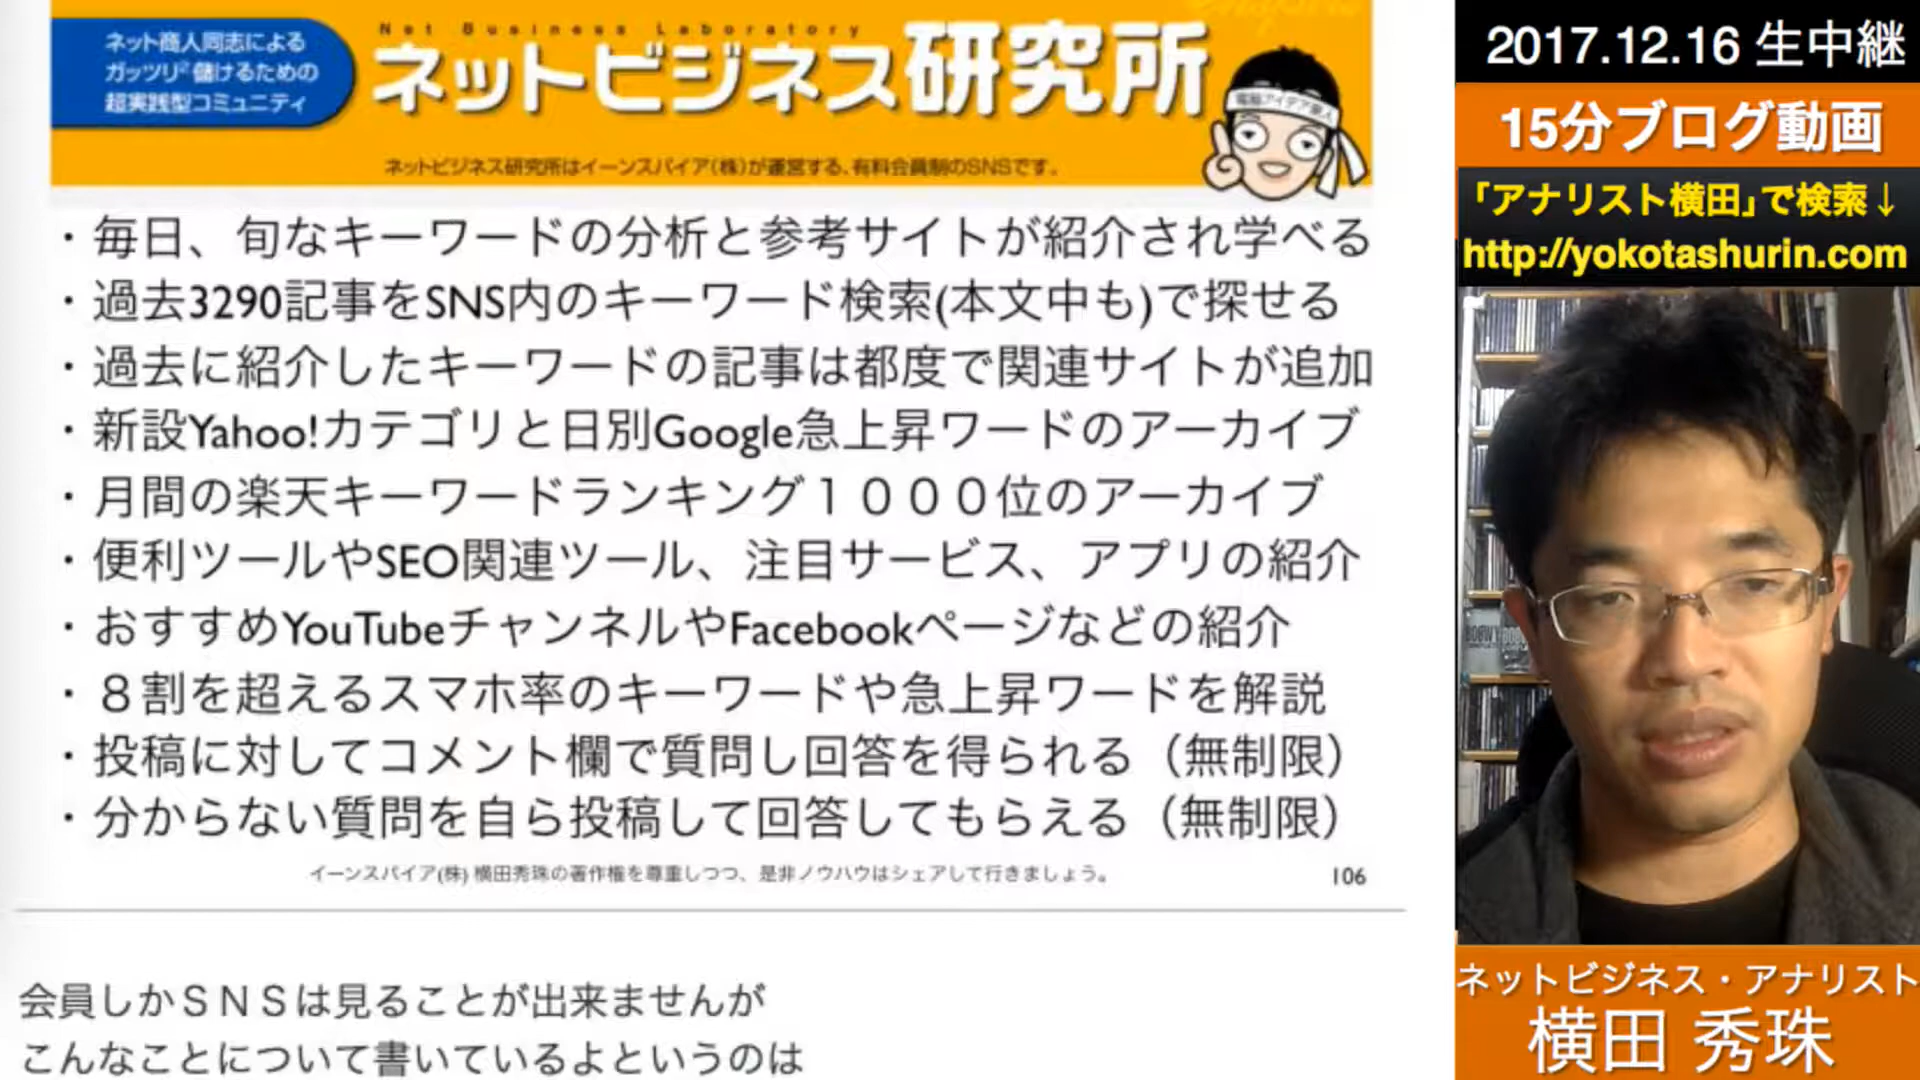 ネット商人同志による
ガッツリ²儲けるための
超実践型コミュニティ
Net Business Laboratory
ネットビジネス研究所
ネットビジネス研究所はイーンスパイア(株)が運営する、有料会員制のSNSです。
・毎日、旬なキーワードの分析と参考サイトが紹介され学べる
・過去3290記事をSNS内のキーワード検索(本文中も)で探せる
・過去に紹介したキーワードの記事は都度で関連サイトが追加
・新設Yahoo!カテゴリと日別Google急上昇ワードのアーカイブ
・月間の楽天キーワードランキング１０００位のアーカイブ
・便利ツールやSEO関連ツール、注目サービス、アプリの紹介
・おすすめYouTubeチャンネルやFacebookページなどの紹介
・８割を超えるスマホ率のキーワードや急上昇ワードを解説
・投稿に対してコメント欄で質問し回答を得られる（無制限）
・分からない質問を自ら投稿して回答してもらえる（無制限）
イーンスパイア(株) 横田秀珠の著作権を尊重しつつ、是非ノウハウはシェアして行きましょう。
106
会員しかＳＮＳは見ることが出来ませんが
こんなことについて書いているよというのは
2017.12.16 生中継
15分ブログ動画
「アナリスト横田」で検索↓
http://yokotashurin.com
ネットビジネス・アナリスト
横田 秀珠